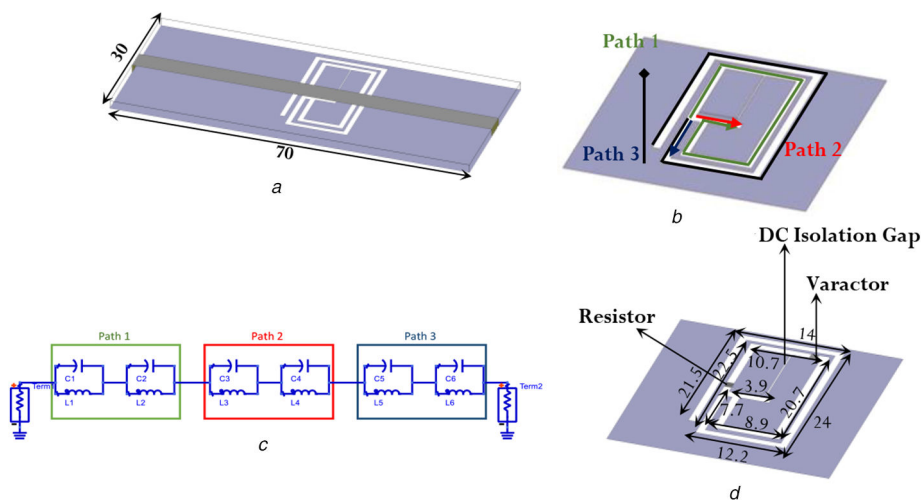 30
70
a
Path 1
Path 2
Path 3
b
Path 1
Path 2
Path 3
C1
C2
C3
C4
C5
C6
Term
Term2
L1
L2
L3
L4
L5
L6
c
DC Isolation Gap
Varactor
Resistor
14
22.5
10.7
21.5
3.9
20.7
7.7
8.9
24
12.2
d